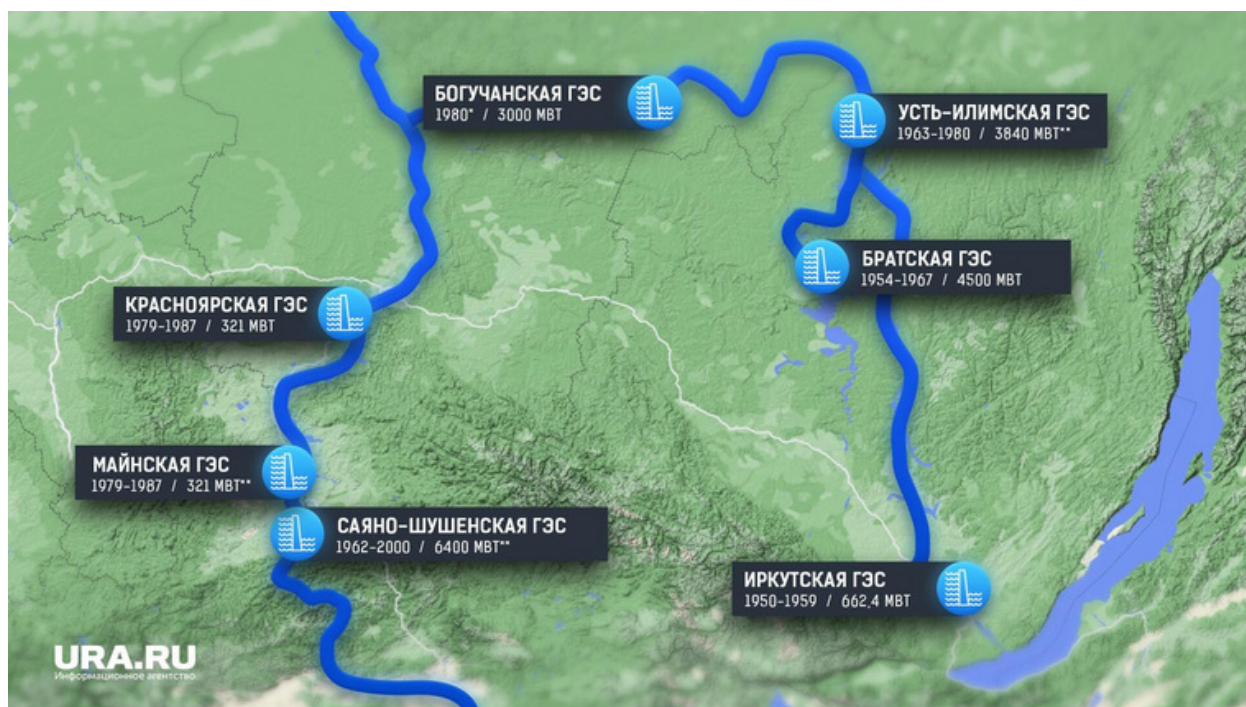 БОГУЧАНСКАЯ ГЭС
1980* / 3000 МВТ
УСТЬ-ИЛИМСКАЯ ГЭС
1963-1980 / 3840 МВТ**
БРАТСКАЯ ГЭС
1954-1967 / 4500 МВТ
КРАСНОЯРСКАЯ ГЭС
1979-1987 / 321 МВТ
МАЙНСКАЯ ГЭС
1979-1987 / 321 МВТ**
САЯНО-ШУШЕНСКАЯ ГЭС
1962-2000 / 6400 МВТ**
ИРКУТСКАЯ ГЭС
1950-1959 / 662,4 МВТ
URA.RU
Информационное агентство